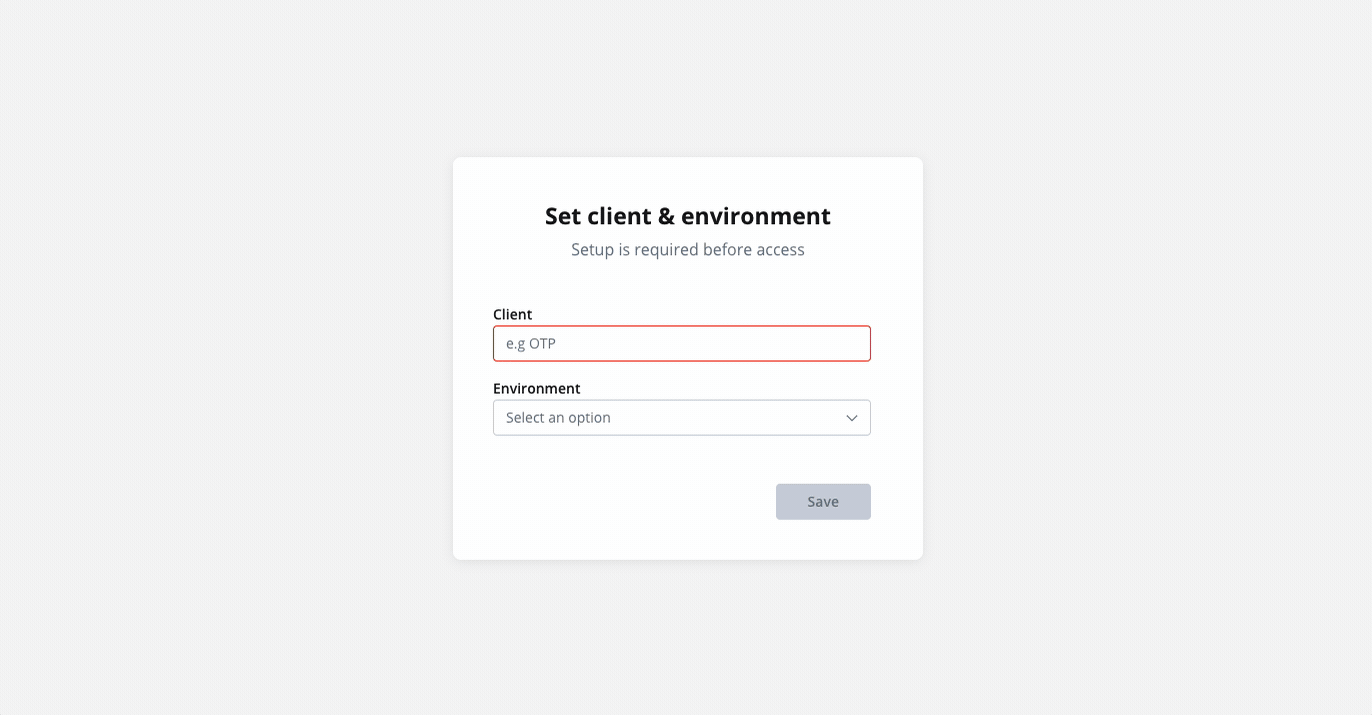 Set client & environment
Setup is required before access
Client
e.g OTP
Environment
Select an option
Save